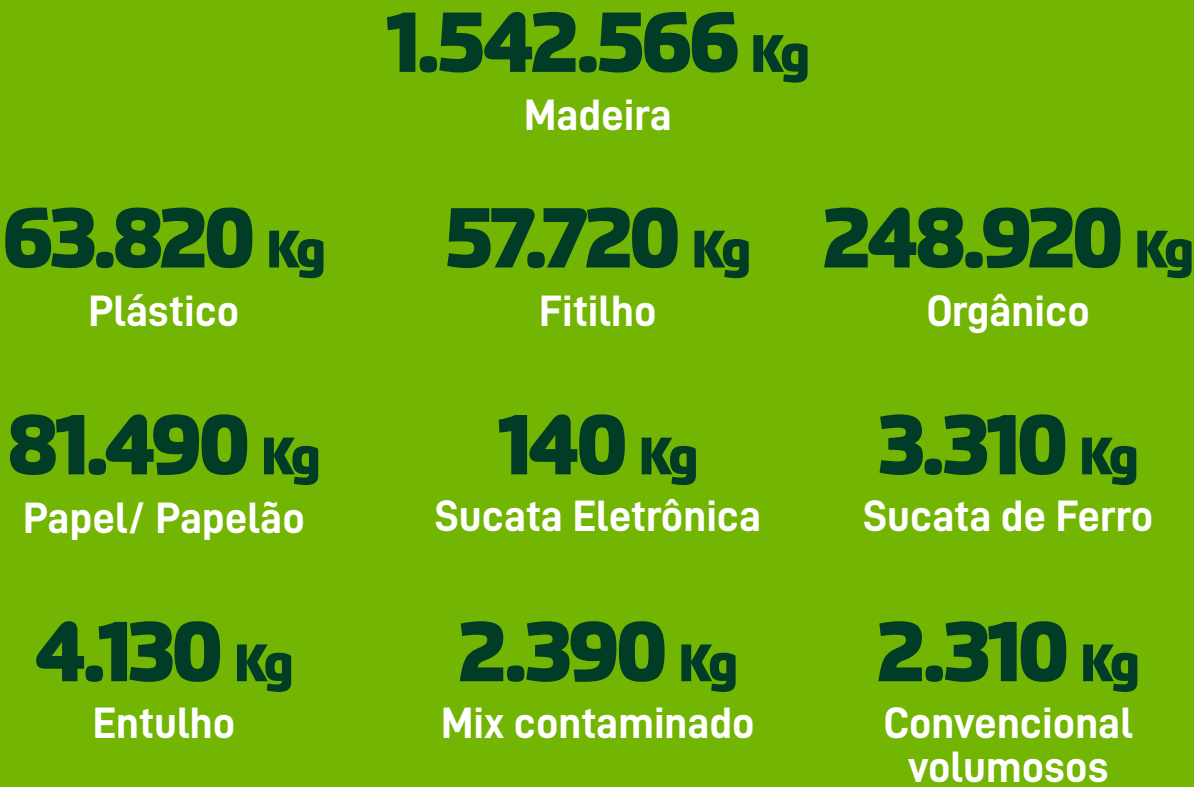 1.542.566 Kg
Madeira
63.820 Kg
Plástico
57.720 Kg
Fitilho
248.920 Kg
Orgânico
81.490 Kg
Papel/ Papelão
140 Kg
Sucata Eletrônica
3.310 Kg
Sucata de Ferro
4.130 Kg
Entulho
2.390 Kg
Mix contaminado
2.310 Kg
Convencional
volumosos